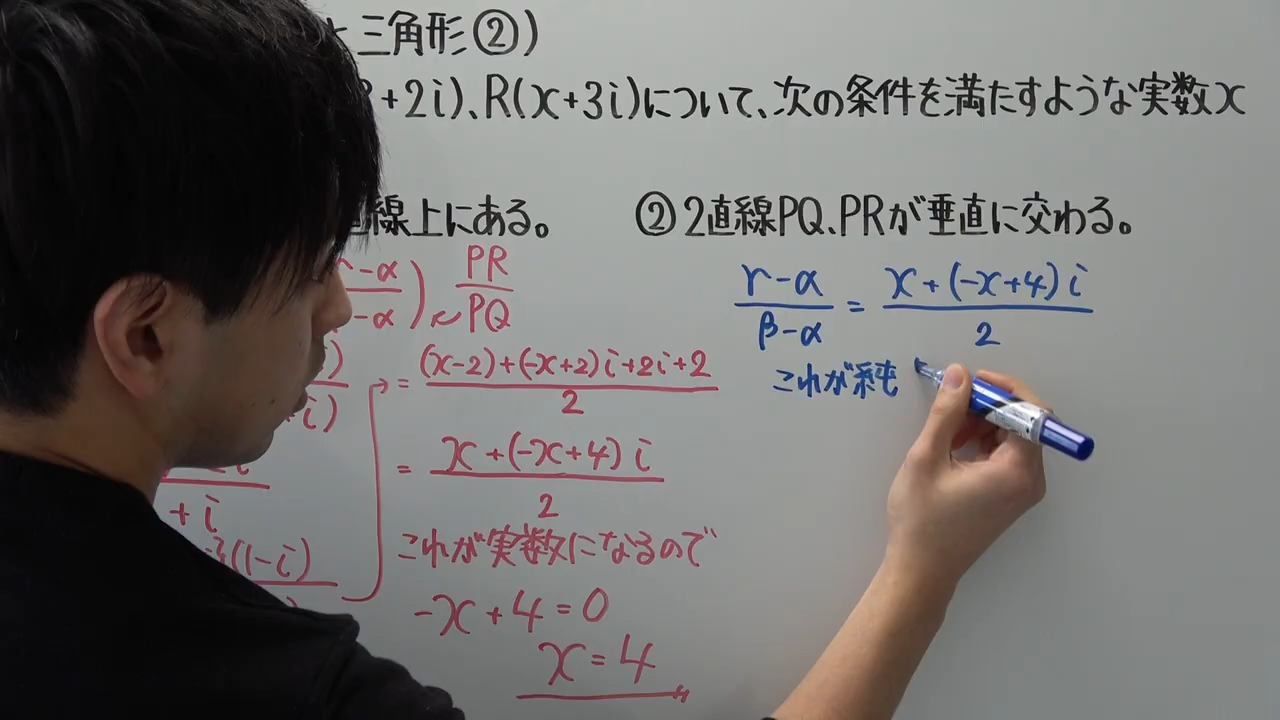 三角形②)
+2i)、R(x+3i)について、次の条件を満たすような実数x
線上にある。
②2直線PQ、PRが垂直に交わる。
-α
-α ) ~ PR/PQ
= (x-2)+(-x+2)i+2i+2 / 2
= x+(-x+4)i / 2
+i
(1-i)
これが実数になるので
-x+4=0
x=4
γ-α / β-α = x+(-x+4)i / 2
これが純